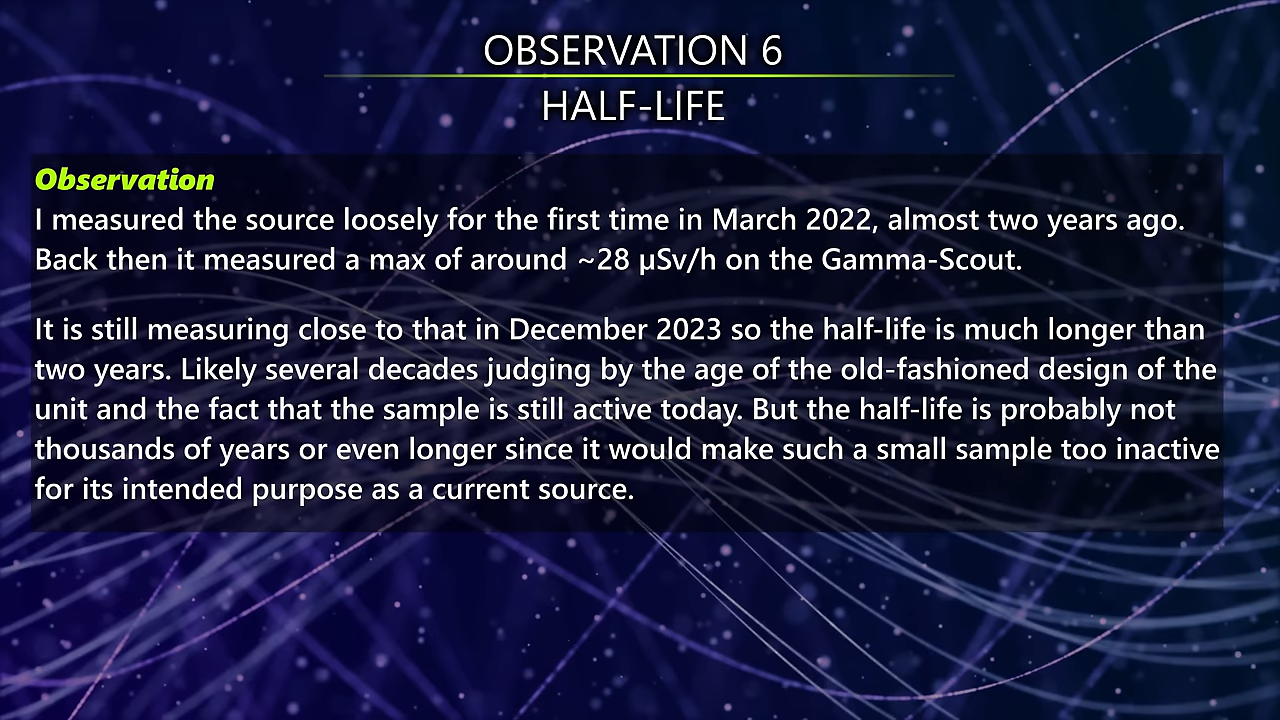 OBSERVATION 6
HALF-LIFE
Observation
I measured the source loosely for the first time in March 2022, almost two years ago.
Back then it measured a max of around ~28 µSv/h on the Gamma-Scout.
It is still measuring close to that in December 2023 so the half-life is much longer than
two years. Likely several decades judging by the age of the old-fashioned design of the
unit and the fact that the sample is still active today. But the half-life is probably not
thousands of years or even longer since it would make such a small sample too inactive
for its intended purpose as a current source.